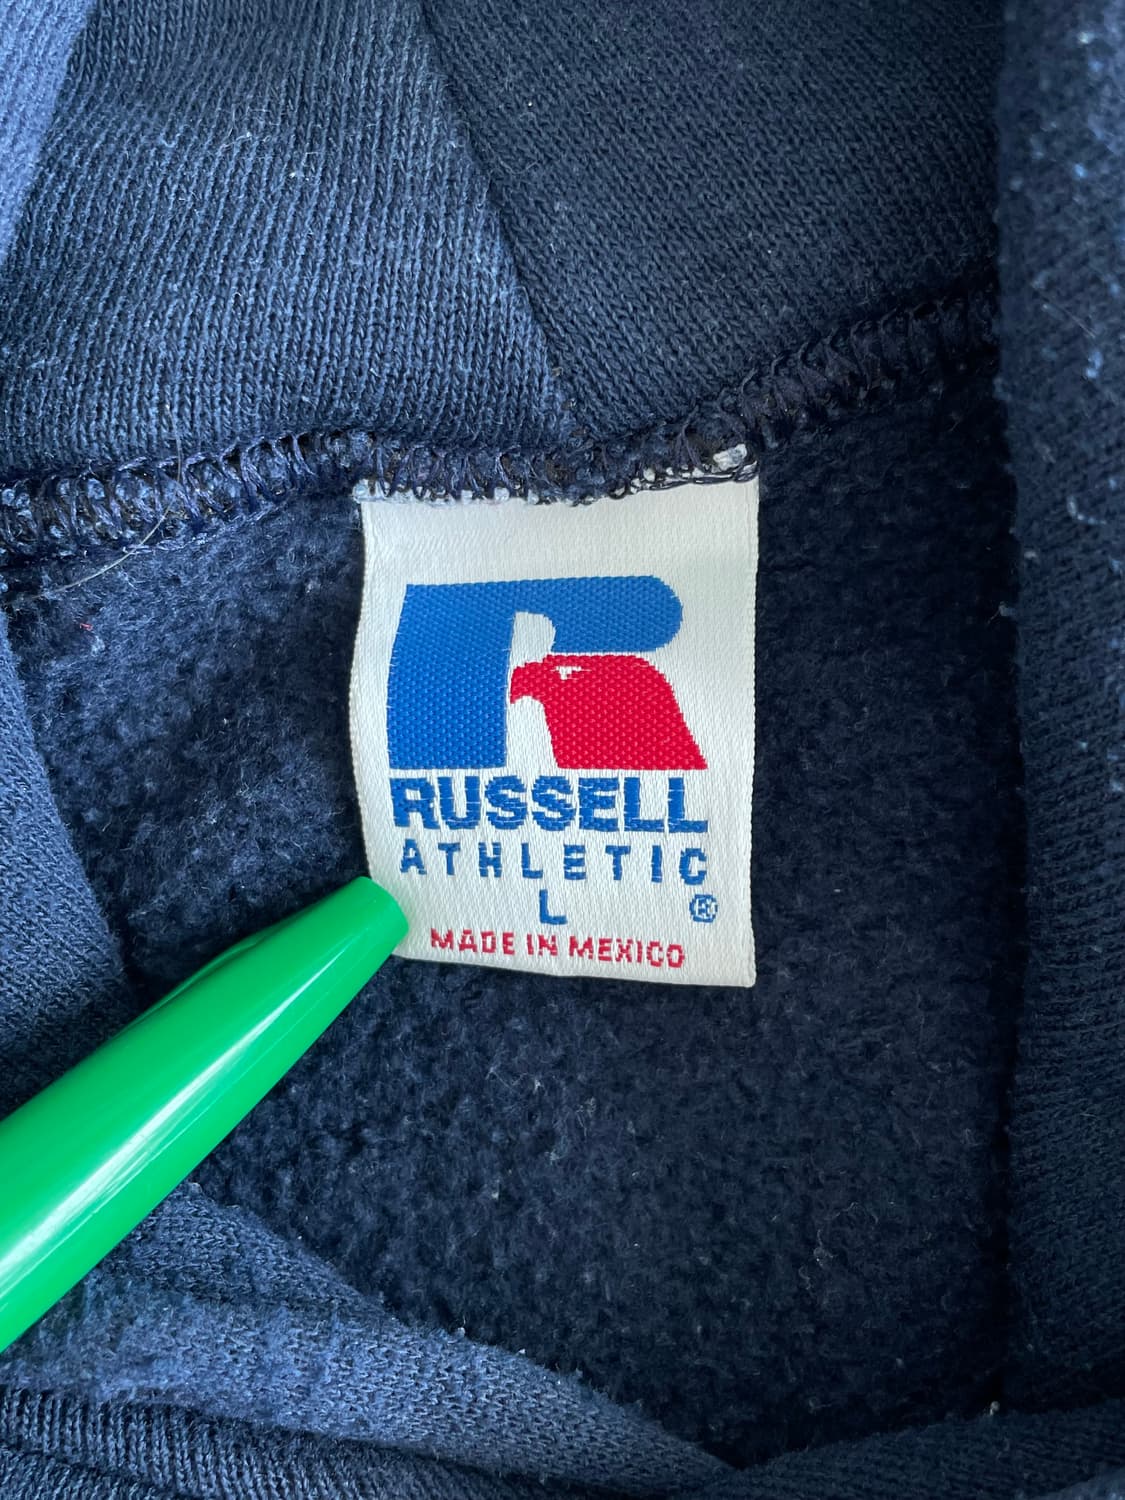 RUSSELL
ATHLETIC
L ®
MADE IN MEXICO